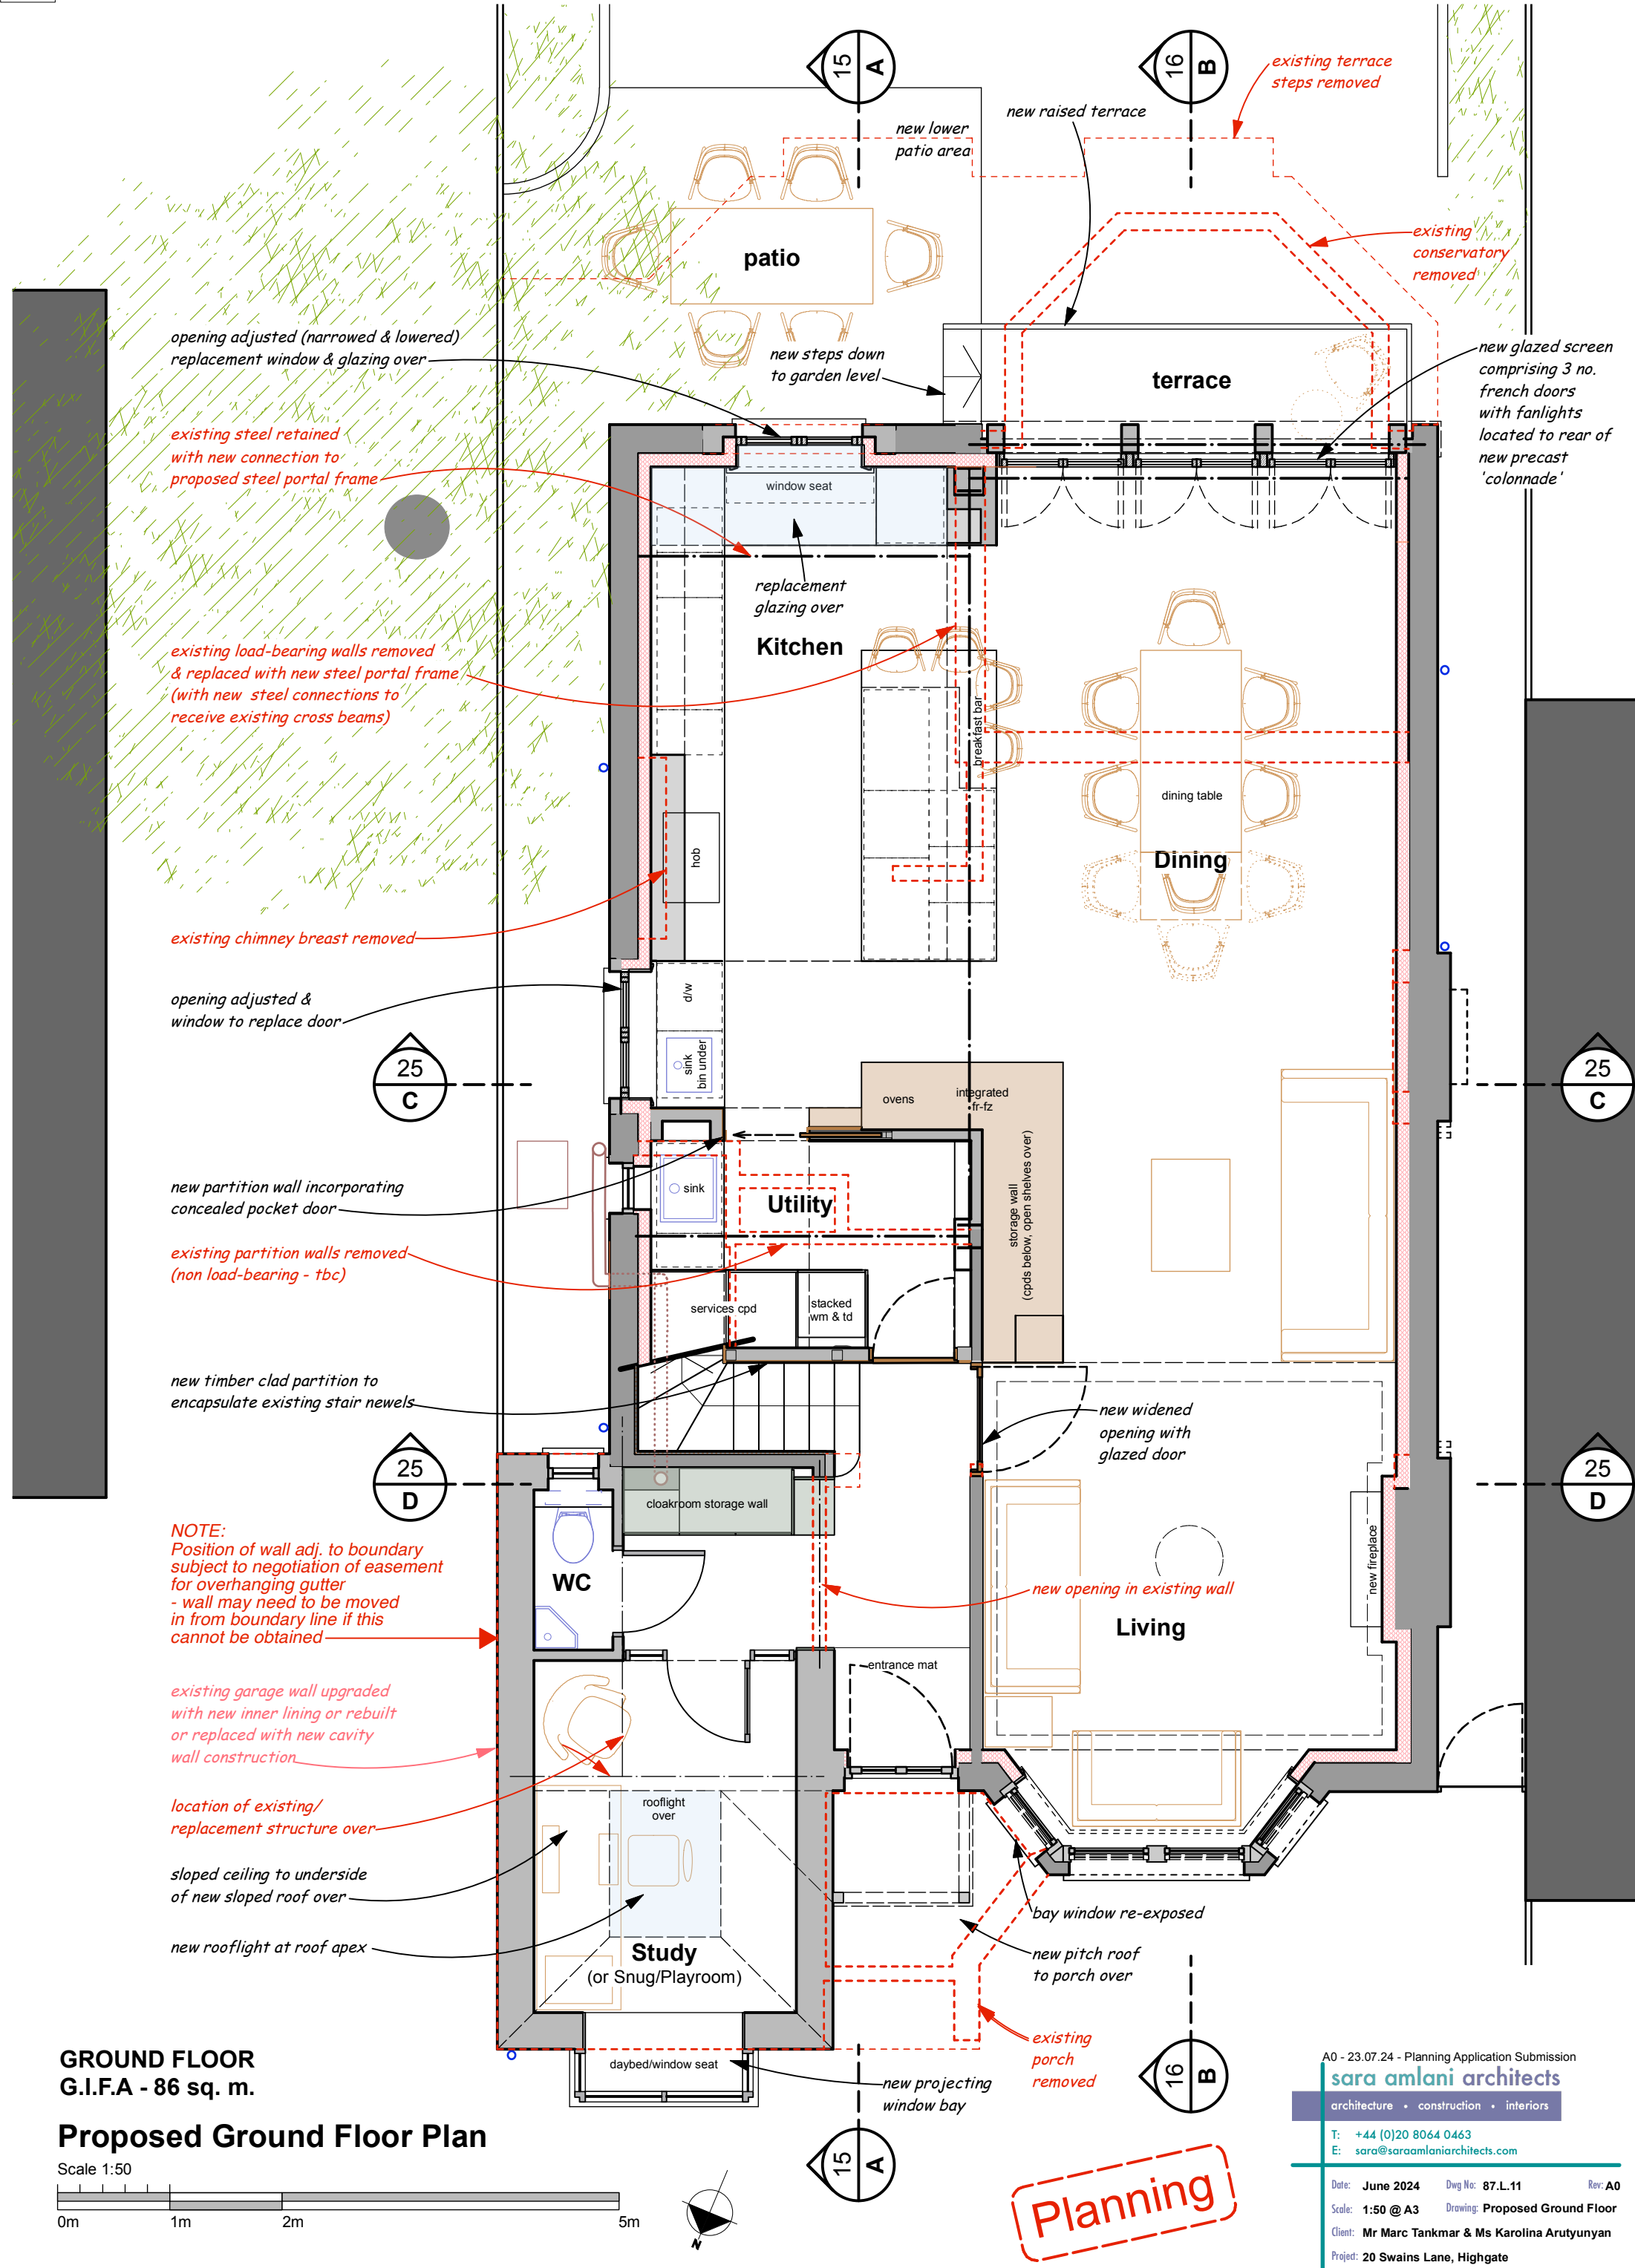 15
A
16
B
existing terrace
steps removed
new raised terrace
new lower
patio area
existing
conservatory
removed
patio
opening adjusted (narrowed & lowered)
replacement window & glazing over
new steps down
to garden level
terrace
new glazed screen
comprising 3 no.
french doors
with fanlights
located to rear of
new precast
'colonnade'
existing steel retained
with new connection to
proposed steel portal frame
window seat
replacement
glazing over
Kitchen
existing load-bearing walls removed
& replaced with new steel portal frame
(with new steel connections to
receive existing cross beams)
breakfast bar
dining table
Dining
hob
existing chimney breast removed
opening adjusted &
window to replace door
d/w
sink
bin under
25
C
25
C
ovens
integrated
fr-fz
storage wall
(cpds below, open shelves over)
new partition wall incorporating
concealed pocket door
sink
Utility
existing partition walls removed
(non load-bearing - tbc)
services cpd
stacked
wm & td
new timber clad partition to
encapsulate existing stair newels
new widened
opening with
glazed door
25
D
25
D
cloakroom storage wall
NOTE:
Position of wall adj. to boundary
subject to negotiation of easement
for overhanging gutter
- wall may need to be moved
in from boundary line if this
cannot be obtained
WC
new opening in existing wall
new fireplace
Living
entrance mat
existing garage wall upgraded
with new inner lining or rebuilt
or replaced with new cavity
wall construction
location of existing/
replacement structure over
rooflight
over
sloped ceiling to underside
of new sloped roof over
new rooflight at roof apex
bay window re-exposed
new pitch roof
to porch over
Study
(or Snug/Playroom)
existing
porch
removed
daybed/window seat
new projecting
window bay
16
B
15
A
GROUND FLOOR
G.I.F.A - 86 sq. m.
Proposed Ground Floor Plan
Scale 1:50
0m
1m
2m
5m
N
Planning
A0 - 23.07.24 - Planning Application Submission
sara amlani architects
architecture • construction • interiors
T: +44 (0)20 8064 0463
E: sara@saraamlaniarchitects.com
Date: June 2024 Dwg No: 87.L.11 Rev: A0
Scale: 1:50 @ A3 Drawing: Proposed Ground Floor
Client: Mr Marc Tankmar & Ms Karolina Arutyunyan
Project: 20 Swains Lane, Highgate